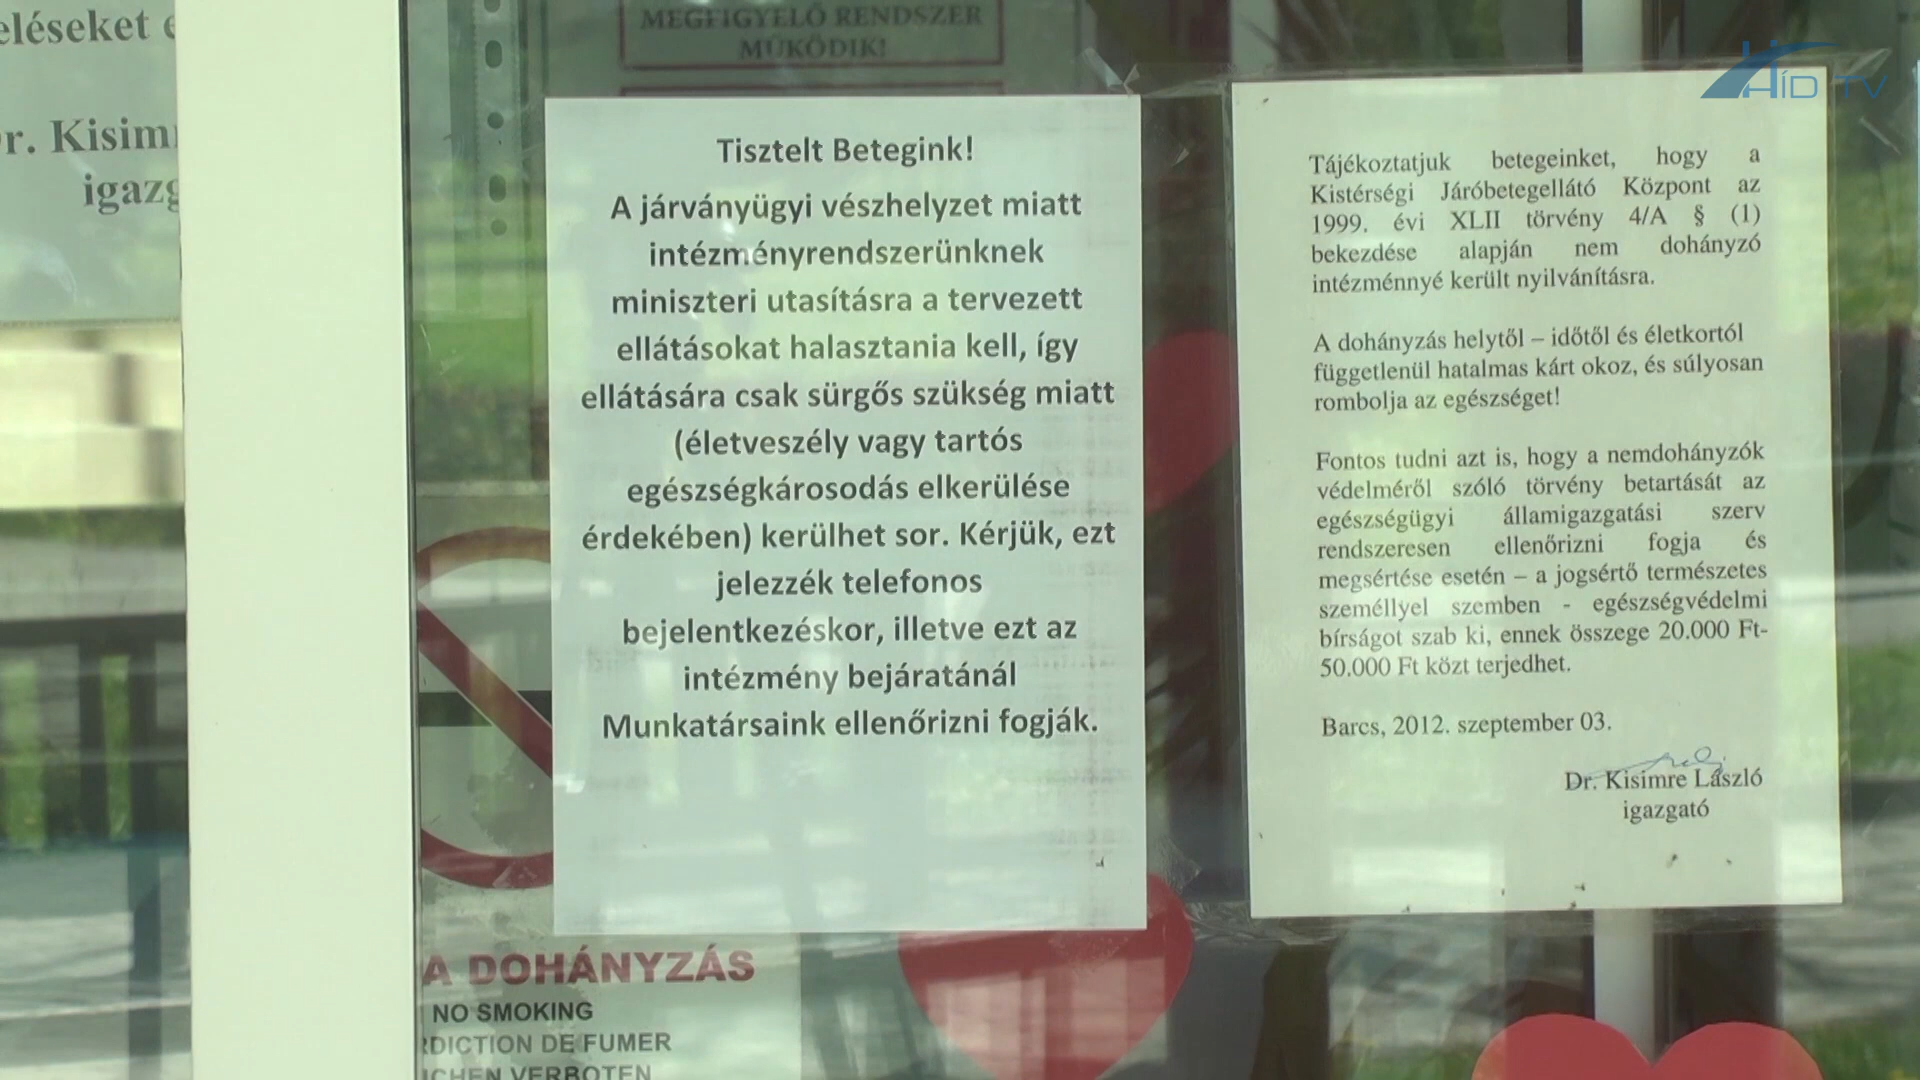 MEGFIGYELŐ RENDSZER
MŰKÖDIK!
HÍD TV
Dr. Kisimre
Tisztelt Betegink!
A járványügyi vészhelyzet miatt
intézményrendszerünknek
miniszteri utasításra a tervezett
ellátásokat halasztania kell, így
ellátására csak sürgős szükség miatt
(életveszély vagy tartós
egészségkárosodás elkerülése
érdekében) kerülhet sor. Kérjük, ezt
jelezzék telefonos
bejelentkezéskor, illetve ezt az
intézmény bejáratánál
Munkatársaink ellenőrizni fogják.
Tájékoztatjuk betegeinket, hogy a
Kistérségi Járóbetegellátó Központ az
1999. évi XLII törvény 4/A § (1)
bekezdése alapján nem dohányzó
intézménnyé került nyilvánításra.
A dohányzás helytől – időtől és életkortól
függetlenül hatalmas kárt okoz, és súlyosan
rombolja az egészséget!
Fontos tudni azt is, hogy a nemdohányzók
védelméről szóló törvény betartását az
egészségügyi államigazgatási szerv
rendszeresen ellenőrizni fogja és
megsértése esetén – a jogsértő természetes
személlyel szemben - egészségvédelmi
bírságot szab ki, ennek összege 20.000 Ft-
50.000 Ft közt terjedhet.
Barcs, 2012. szeptember 03.
Dr. Kisimre László
igazgató
A DOHÁNYZÁS
NO SMOKING
RDICTION DE FUMER
ICHEN VERBOTEN